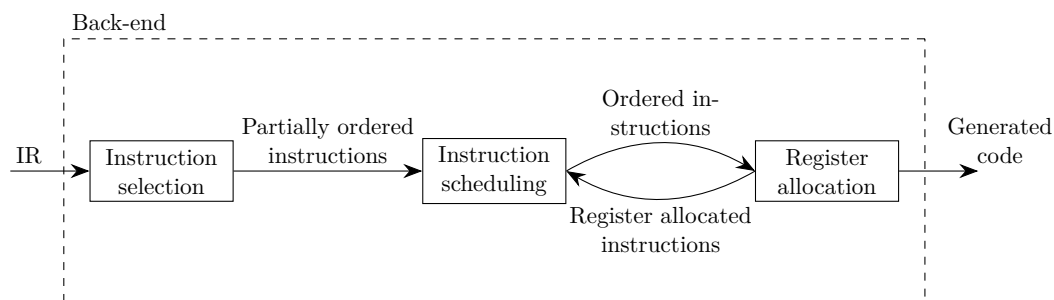 Back-end
IR
Instruction
selection
Partially ordered
instructions
Instruction
scheduling
Ordered in-
structions
Register allocated
instructions
Register
allocation
Generated
code